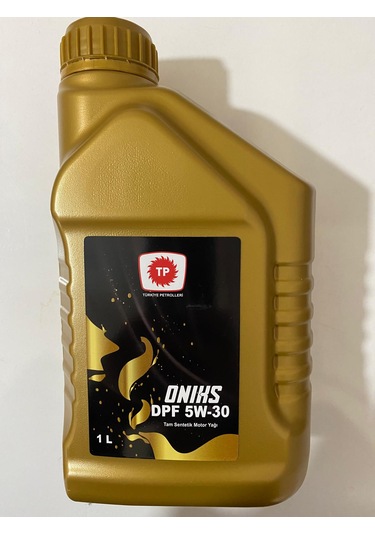 TP
TÜRKİYE PETROLLERİ
ONIKS
DPF 5W-30
Tam Sentetik Motor Yağı
1 L